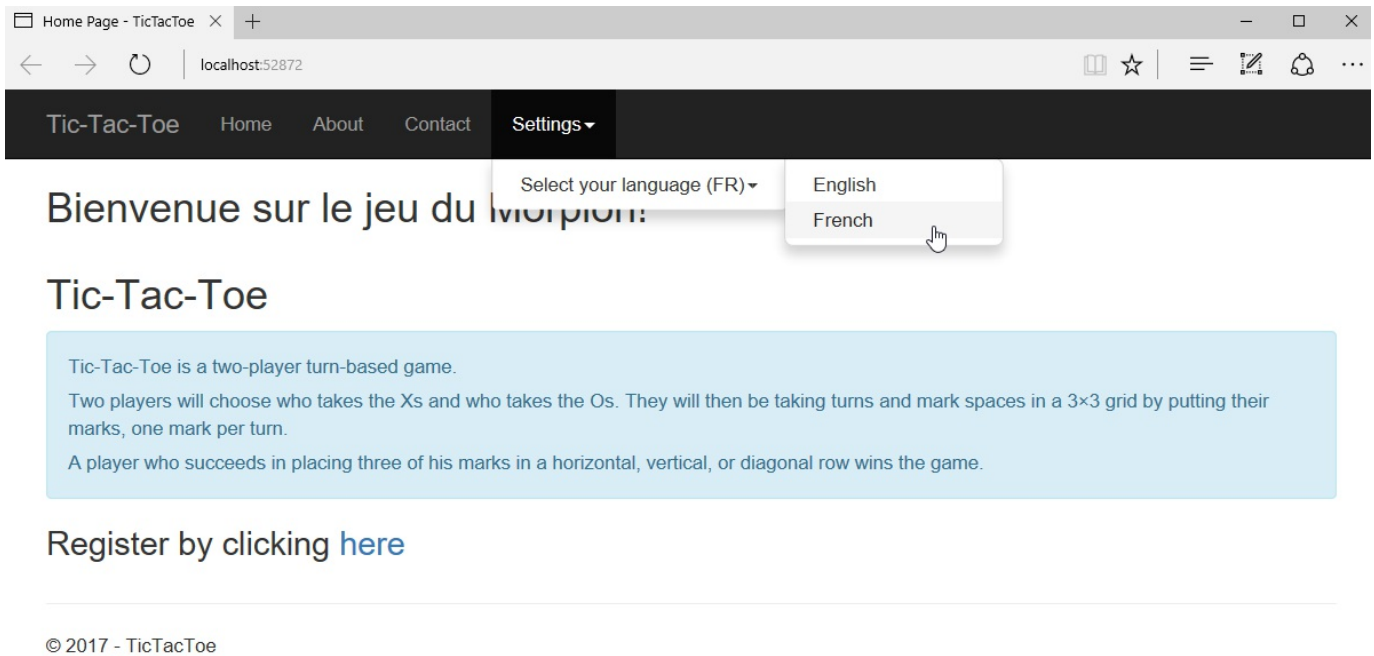 Home Page - TicTacToe
localhost:52872
Tic-Tac-Toe Home About Contact Settings
Select your language (FR) English
French
Bienvenue sur le jeu du Morpion!
Tic-Tac-Toe
Tic-Tac-Toe is a two-player turn-based game.
Two players will choose who takes the Xs and who takes the Os. They will then be taking turns and mark spaces in a 3×3 grid by putting their
marks, one mark per turn.
A player who succeeds in placing three of his marks in a horizontal, vertical, or diagonal row wins the game.
Register by clicking here
© 2017 - TicTacToe